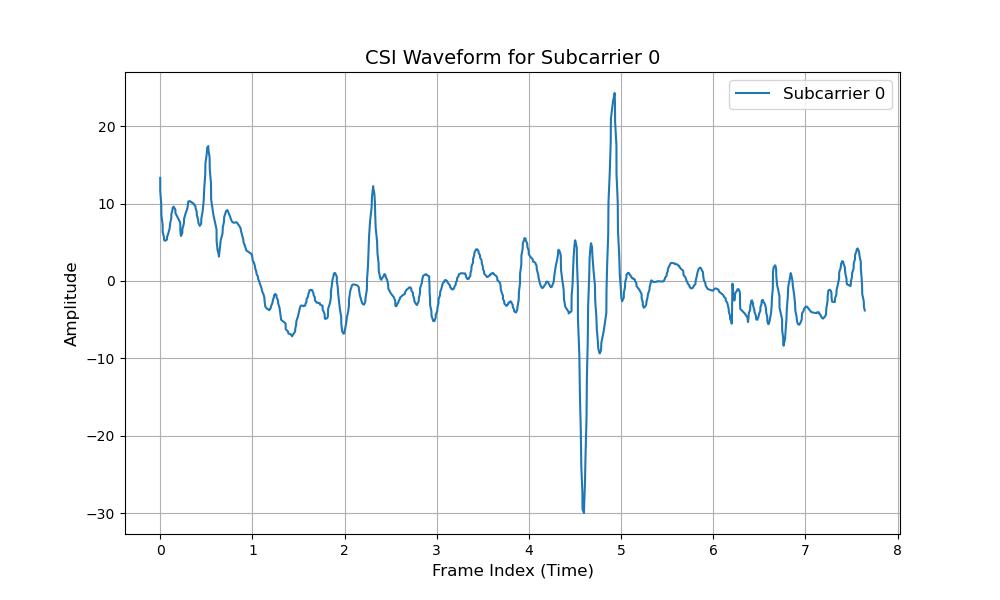 CSI Waveform for Subcarrier 0
Subcarrier 0
Amplitude
20
10
0
−10
−20
−30
0 1 2 3 4 5 6 7 8
Frame Index (Time)